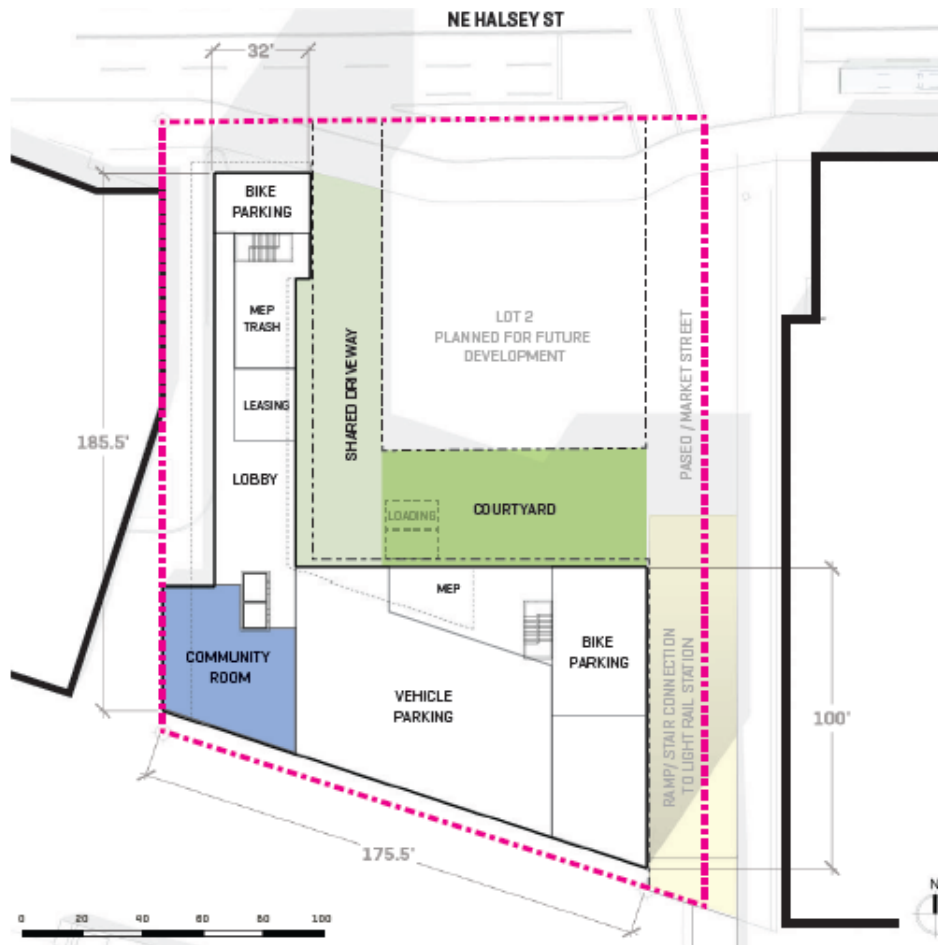 NE HALSEY ST
32'
BIKE
PARKING
MEP
TRASH
LEASING
LOBBY
185.5'
SHARED DRIVEWAY
LOT 2
PLANNED FOR FUTURE
DEVELOPMENT
PASEO / MARKET STREET
LOADING
COURTYARD
MEP
COMMUNITY
ROOM
VEHICLE
PARKING
BIKE
PARKING
RAMP/ STAIR CONNECTION
TO LIGHT RAIL STATION
100'
175.5'
0 20 40 60 80 100
N